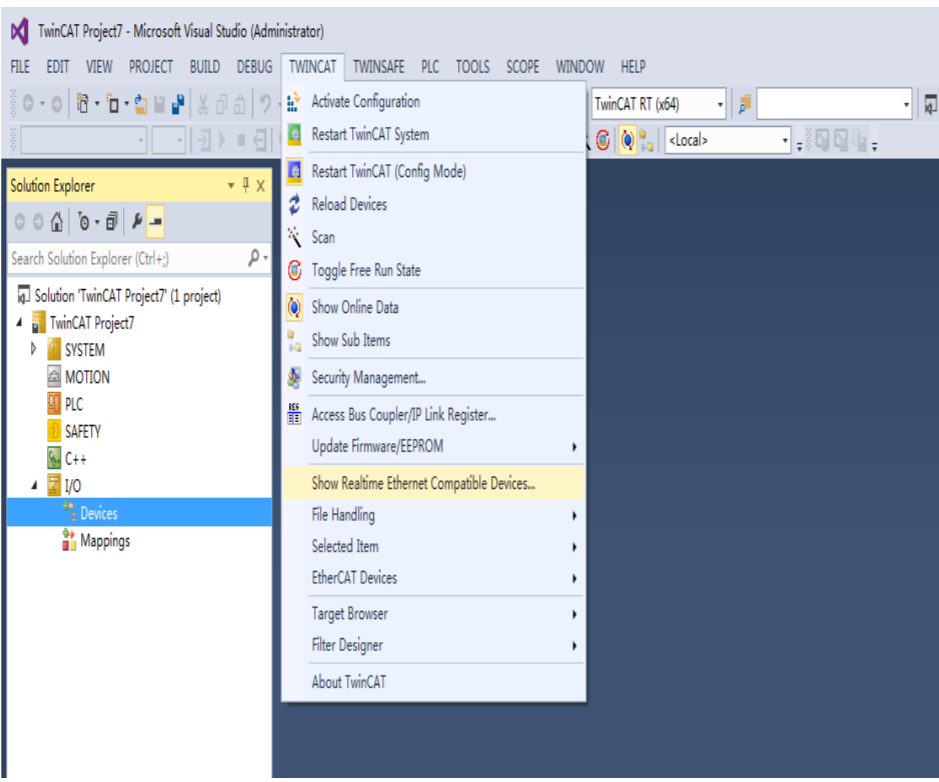 TwinCAT Project7 - Microsoft Visual Studio (Administrator)
FILE EDIT VIEW PROJECT BUILD DEBUG TWINCAT TWINSAFE PLC TOOLS SCOPE WINDOW HELP
Activate Configuration
TwinCAT RT (x64)
Restart TwinCAT System
<Local>
Restart TwinCAT (Config Mode)
Reload Devices
Scan
Toggle Free Run State
Show Online Data
Show Sub Items
Security Management...
Access Bus Coupler/IP Link Register...
Update Firmware/EEPROM
Show Realtime Ethernet Compatible Devices...
File Handling
Selected Item
EtherCAT Devices
Target Browser
Filter Designer
About TwinCAT
Solution Explorer
Search Solution Explorer (Ctrl+;)
Solution 'TwinCAT Project7' (1 project)
TwinCAT Project7
SYSTEM
MOTION
PLC
SAFETY
C++
I/O
Devices
Mappings